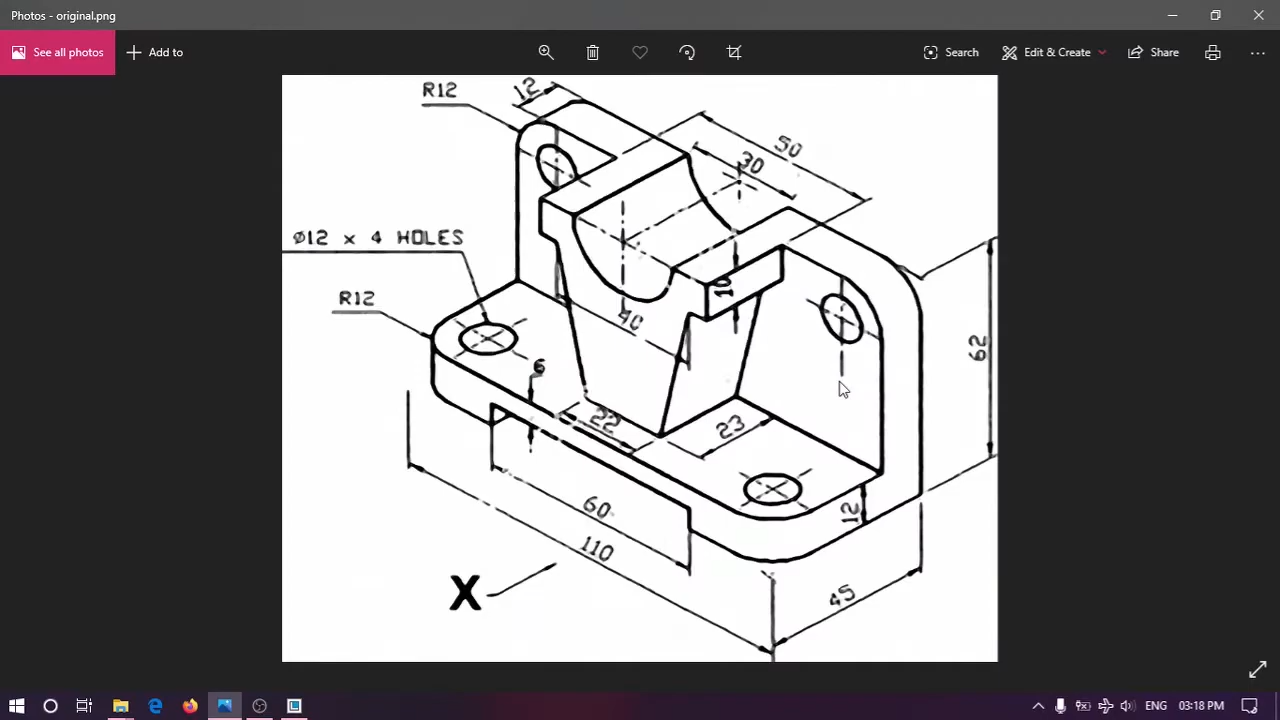 Photos - original.png
See all photos
Add to
Search
Edit & Create
Share
R12
12
50
30
Ø12 x 4 HOLES
10
R12
40
62
6
22
23
60
12
110
X
45
ENG
03:18 PM